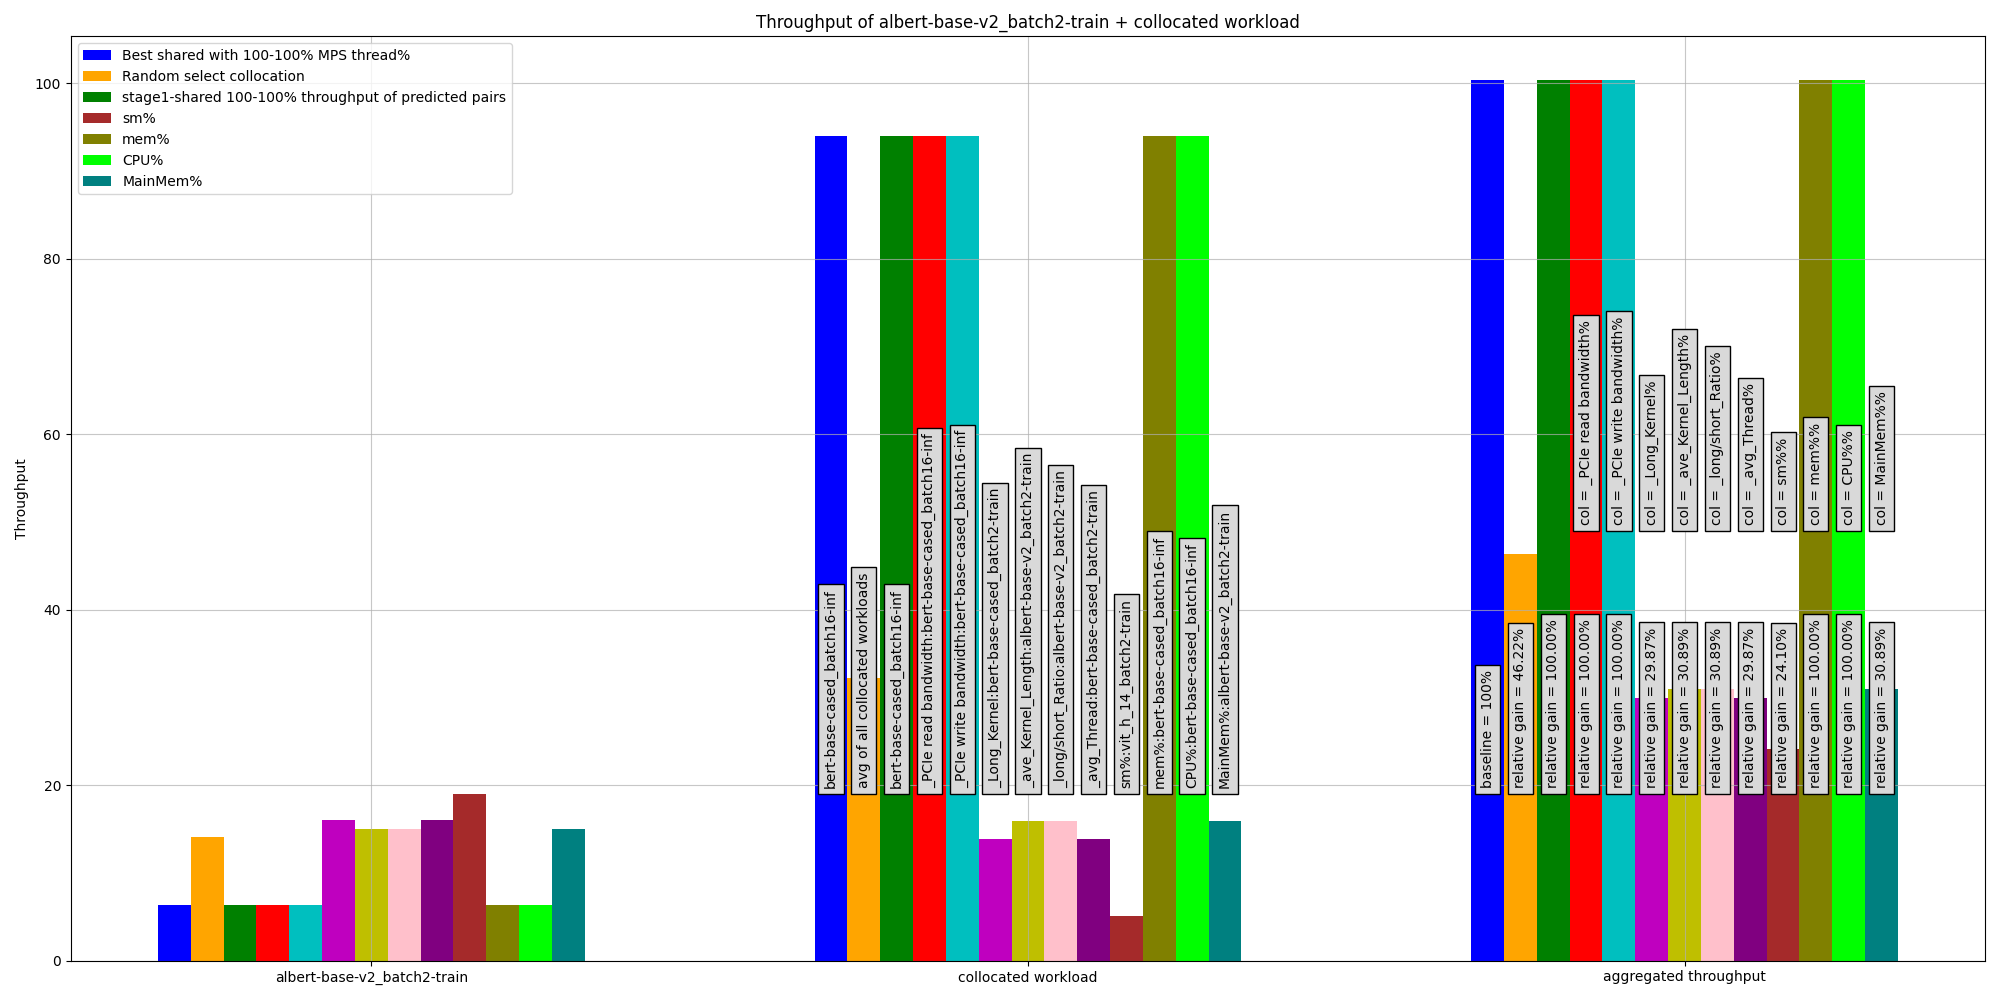 Throughput of albert-base-v2_batch2-train + collocated workload
Best shared with 100-100% MPS thread%
Random select collocation
stage1-shared 100-100% throughput of predicted pairs
sm%
mem%
CPU%
MainMem%
Throughput
100
80
60
40
20
0
bert-base-cased_batch16-inf
avg of all collocated workloads
bert-base-cased_batch16-inf
_PCIe read bandwidth:bert-base-cased_batch16-inf
_PCIe write bandwidth:bert-base-cased_batch16-inf
_Long_Kernel:bert-base-cased_batch2-train
_ave_Kernel_Length:albert-base-v2_batch2-train
_long/short_Ratio:albert-base-v2_batch2-train
_avg_Thread:bert-base-cased_batch2-train
sm%:vit_h_14_batch2-train
mem%:bert-base-cased_batch16-inf
CPU%:bert-base-cased_batch16-inf
MainMem%:albert-base-v2_batch2-train
col = _PCIe read bandwidth%
col = _PCIe write bandwidth%
col = _Long_Kernel%
col = _ave_Kernel_Length%
col = _long/short_Ratio%
col = _avg_Thread%
col = sm%%
col = mem%%
col = CPU%%
col = MainMem%%
baseline = 100%
relative gain = 46.22%
relative gain = 100.00%
relative gain = 100.00%
relative gain = 100.00%
relative gain = 29.87%
relative gain = 30.89%
relative gain = 30.89%
relative gain = 29.87%
relative gain = 24.10%
relative gain = 100.00%
relative gain = 100.00%
relative gain = 30.89%
albert-base-v2_batch2-train
collocated workload
aggregated throughput